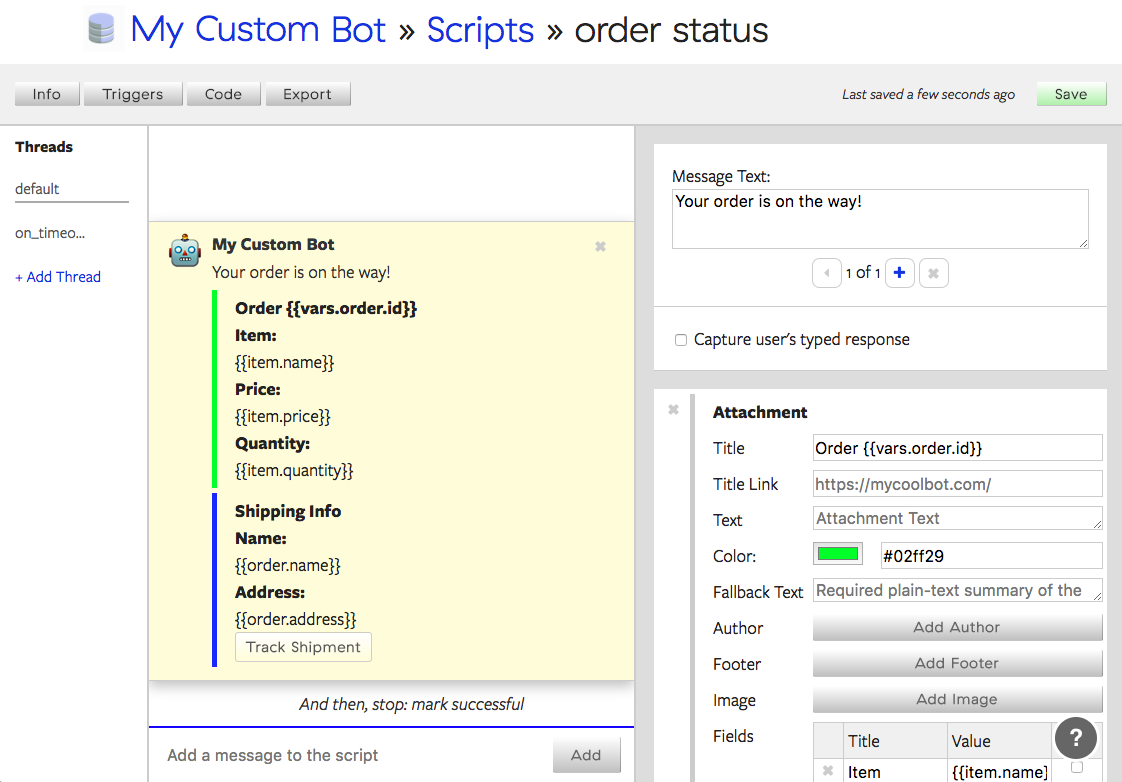 My Custom Bot » Scripts » order status
Info Triggers Code Export Last saved a few seconds ago Save
Threads
default
on_timeo...
+ Add Thread
My Custom Bot
Your order is on the way!
Order {{vars.order.id}}
Item:
{{item.name}}
Price:
{{item.price}}
Quantity:
{{item.quantity}}
Shipping Info
Name:
{{order.name}}
Address:
{{order.address}}
Track Shipment
And then, stop: mark successful
Add a message to the script Add
Message Text:
Your order is on the way!
1 of 1 +
Capture user's typed response
Attachment
Title Order {{vars.order.id}}
Title Link https://mycoolbot.com/
Text Attachment Text
Color: #02ff29
Fallback Text Required plain-text summary of the
Author Add Author
Footer Add Footer
Image Add Image
Fields Title Value
?
Item {{item.name}